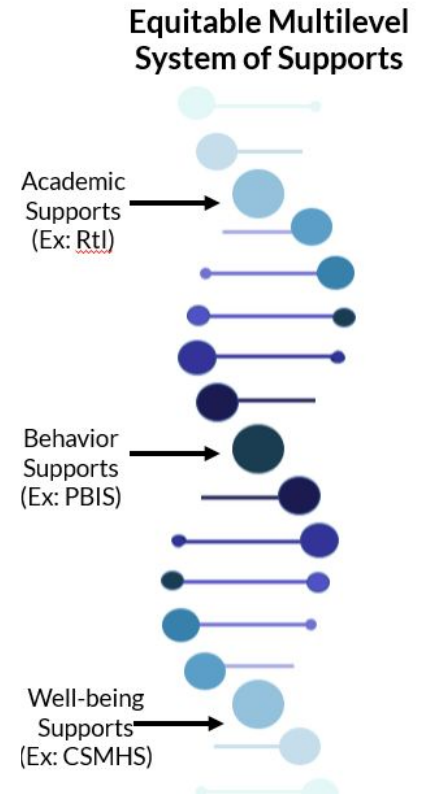 Equitable Multilevel
System of Supports
Academic
Supports
(Ex: RtI)
Behavior
Supports
(Ex: PBIS)
Well-being
Supports
(Ex: CSMHS)